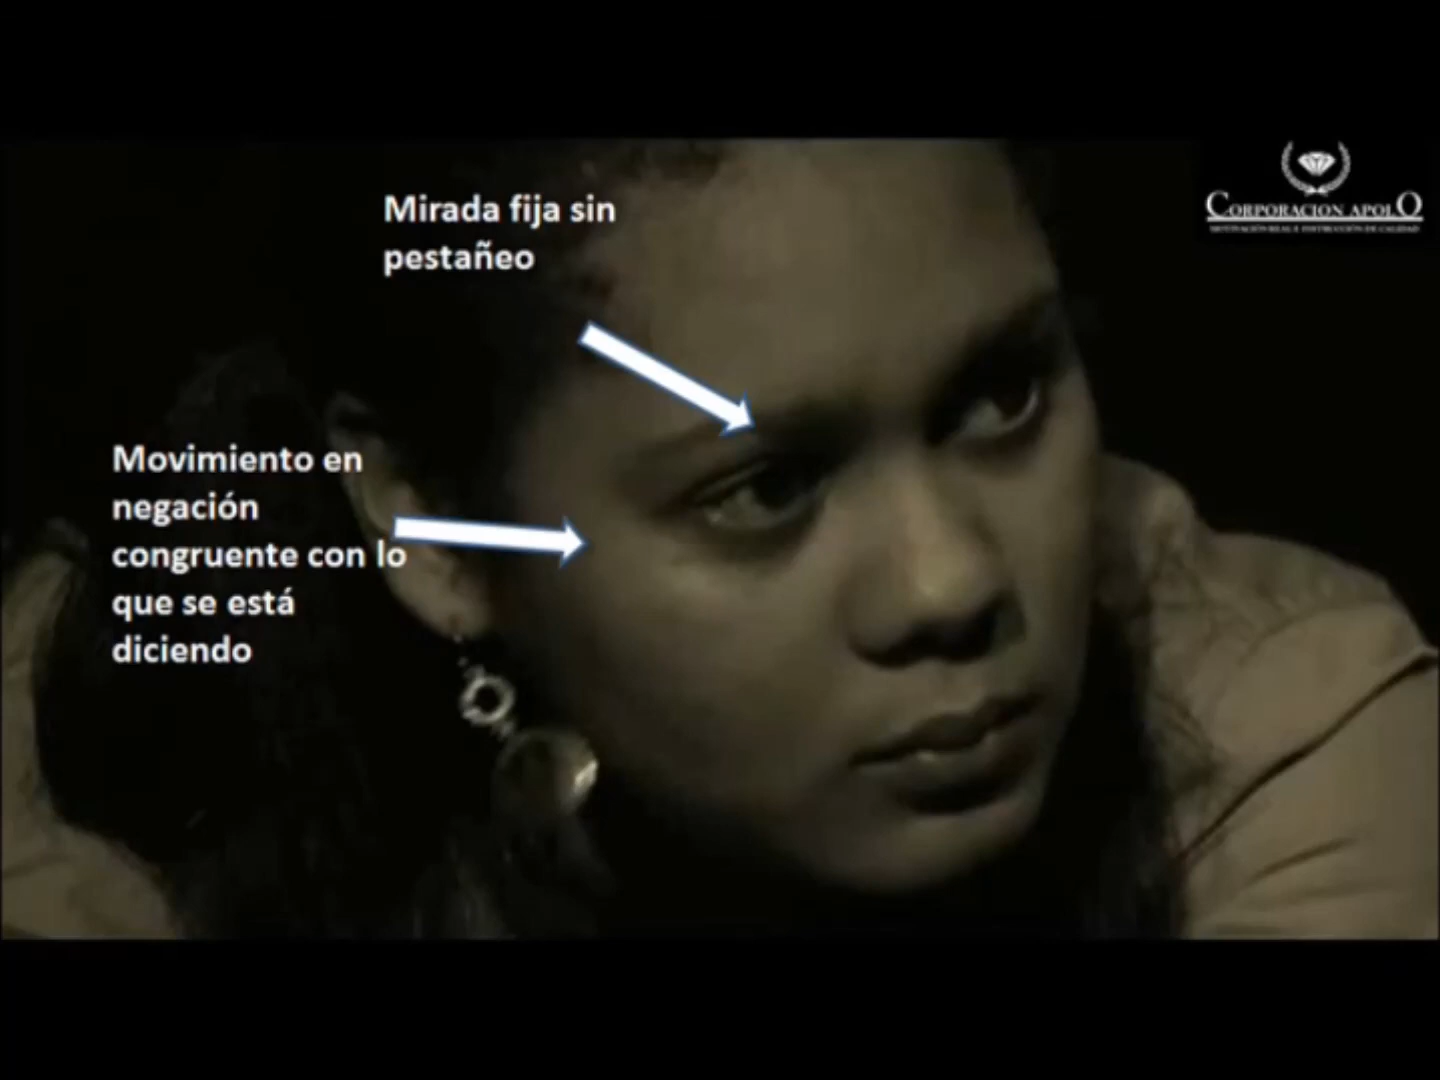 Mirada fija sin
pestañeo
Movimiento en
negación
congruente con lo
que se está
diciendo
CORPORACION APOLO